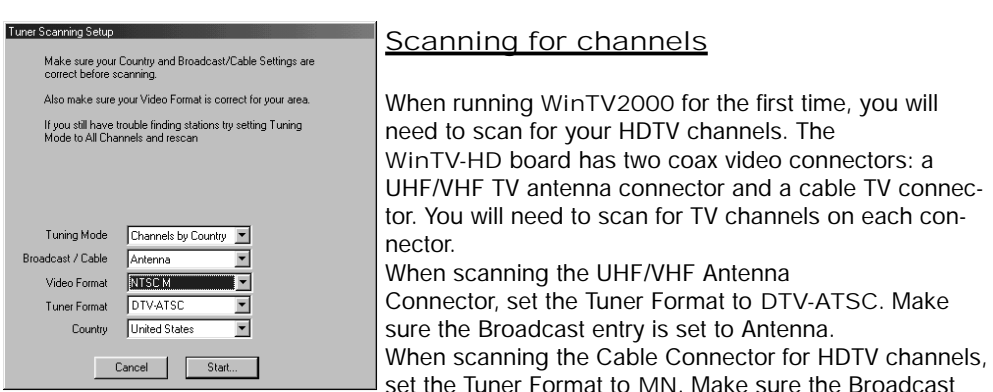 Tuner Scanning Setup
Make sure your Country and Broadcast/Cable Settings are
correct before scanning.
Also make sure your Video Format is correct for your area.
If you still have trouble finding stations try setting Tuning
Mode to All Channels and rescan
Tuning Mode Channels by Country
Broadcast / Cable Antenna
Video Format NTSC M
Tuner Format DTV-ATSC
Country United States
Cancel Start...
Scanning for channels
When running WinTV2000 for the first time, you will
need to scan for your HDTV channels. The
WinTV-HD board has two coax video connectors: a
UHF/VHF TV antenna connector and a cable TV connec-
tor. You will need to scan for TV channels on each con-
nector.
When scanning the UHF/VHF Antenna
Connector, set the Tuner Format to DTV-ATSC. Make
sure the Broadcast entry is set to Antenna.
When scanning the Cable Connector for HDTV channels,
set the Tuner Format to MN. Make sure the Broadcast